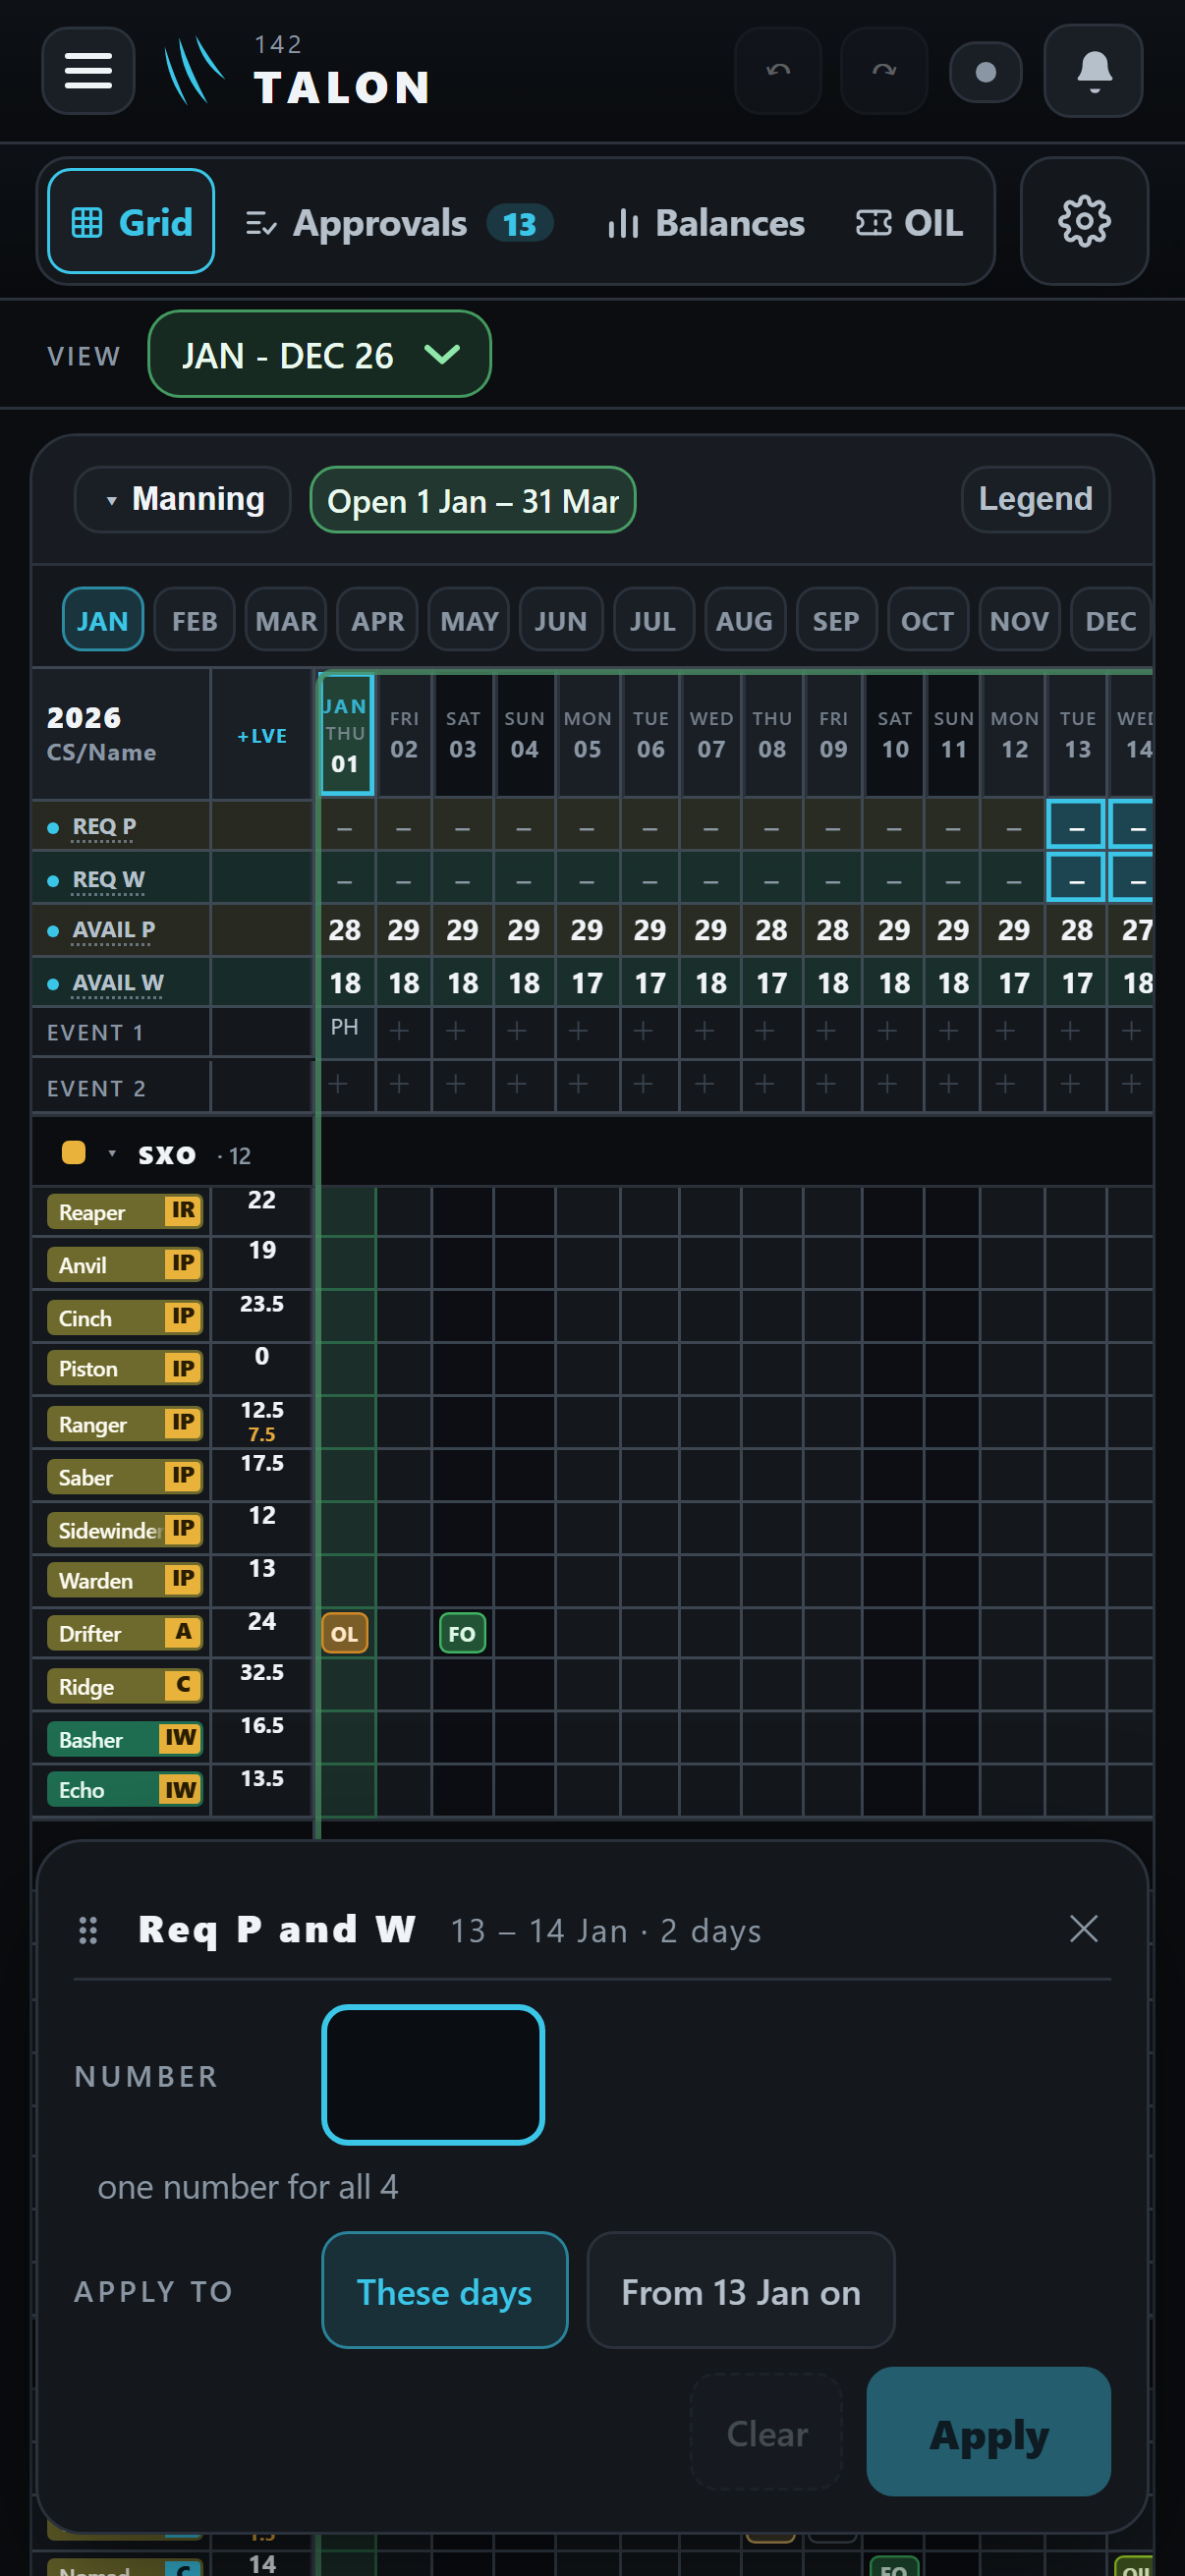 142
TALON
Grid Approvals 13 Balances OIL
VIEW JAN - DEC 26
Manning Open 1 Jan – 31 Mar Legend
JAN FEB MAR APR MAY JUN JUL AUG SEP OCT NOV DEC
2026
CS/Name
+LVE
JAN THU 01
FRI 02
SAT 03
SUN 04
MON 05
TUE 06
WED 07
THU 08
FRI 09
SAT 10
SUN 11
MON 12
TUE 13
WED 14
REQ P – – – – – – – – – – – – – –
REQ W – – – – – – – – – – – – – –
AVAIL P 28 29 29 29 29 29 29 28 28 29 29 29 28 27
AVAIL W 18 18 18 18 17 17 18 17 18 18 18 17 17 18
EVENT 1 PH + + + + + + + + + + + + +
EVENT 2 + + + + + + + + + + + + + +
SXO · 12
Reaper IR 22
Anvil IP 19
Cinch IP 23.5
Piston IP 0
Ranger IP 12.5
7.5
Saber IP 17.5
Sidewinder IP 12
Warden IP 13
Drifter A 24 OL FO
Ridge C 32.5
Basher IW 16.5
Echo IW 13.5
Req P and W 13 – 14 Jan · 2 days
NUMBER
one number for all 4
APPLY TO These days From 13 Jan on
Clear Apply
14